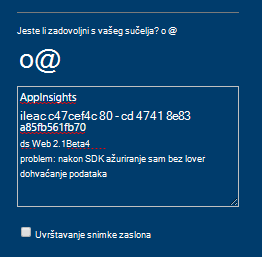 Jeste li zadovoljni s vašeg sučelja? o @
o@
AppInsights
ileac c47cef4c 80 - cd 4741 8e83
a85fb561fb70
ds Web 2.1Beta4
problem: nakon SDK ažuriranje sam bez lover
dohvaćanje podataka
Uvrštavanje snimke zaslona